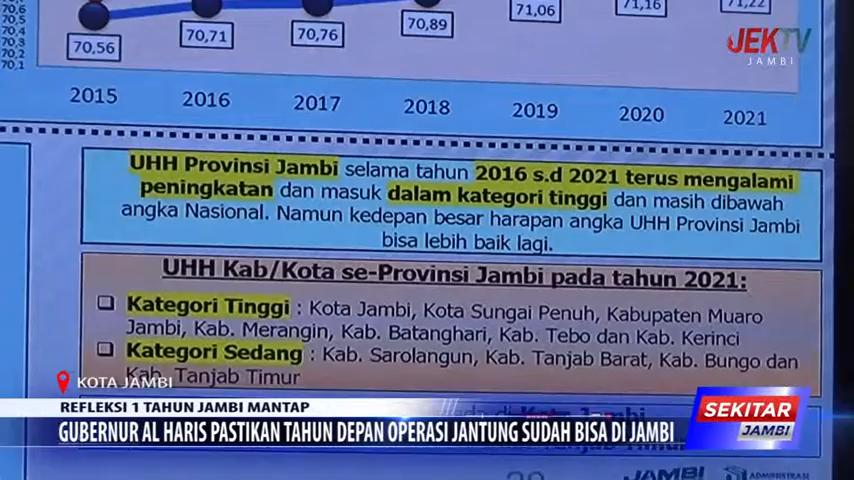 70.6
70.5
70.4
70.3
70.2
70.1
70,56
70,71
70,76
70,89
71,06
71,16
71,22
2015
2016
2017
2018
2019
2020
2021
JEKTV
JAMBI
UHH Provinsi Jambi selama tahun 2016 s.d 2021 terus mengalami
peningkatan dan masuk dalam kategori tinggi dan masih dibawah
angka Nasional. Namun kedepan besar harapan angka UHH Provinsi Jambi
bisa lebih baik lagi.
UHH Kab/Kota se-Provinsi Jambi pada tahun 2021:
Kategori Tinggi : Kota Jambi, Kota Sungai Penuh, Kabupaten Muaro
Jambi, Kab. Merangin, Kab. Batanghari, Kab. Tebo dan Kab. Kerinci
Kategori Sedang : Kab. Sarolangun, Kab. Tanjab Barat, Kab. Bungo dan
Kab. Tanjab Timur
KOTA JAMBI
REFLEKSI 1 TAHUN JAMBI MANTAP
GUBERNUR AL HARIS PASTIKAN TAHUN DEPAN OPERASI JANTUNG SUDAH BISA DI JAMBI
SEKITAR
JAMBI
JAMBI
ADMINISTRASI